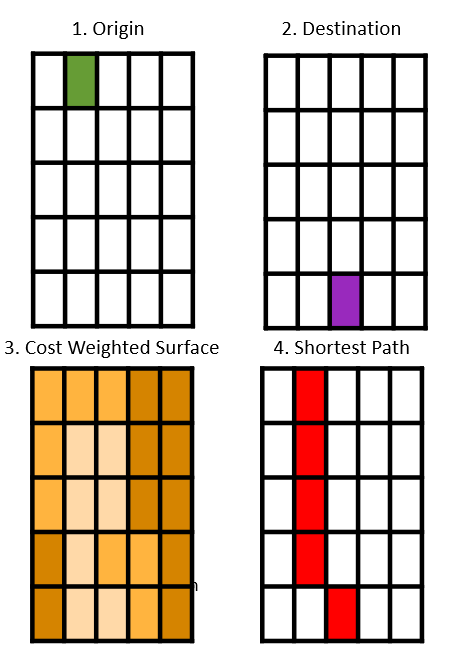 1. Origin
2. Destination
3. Cost Weighted Surface
4. Shortest Path